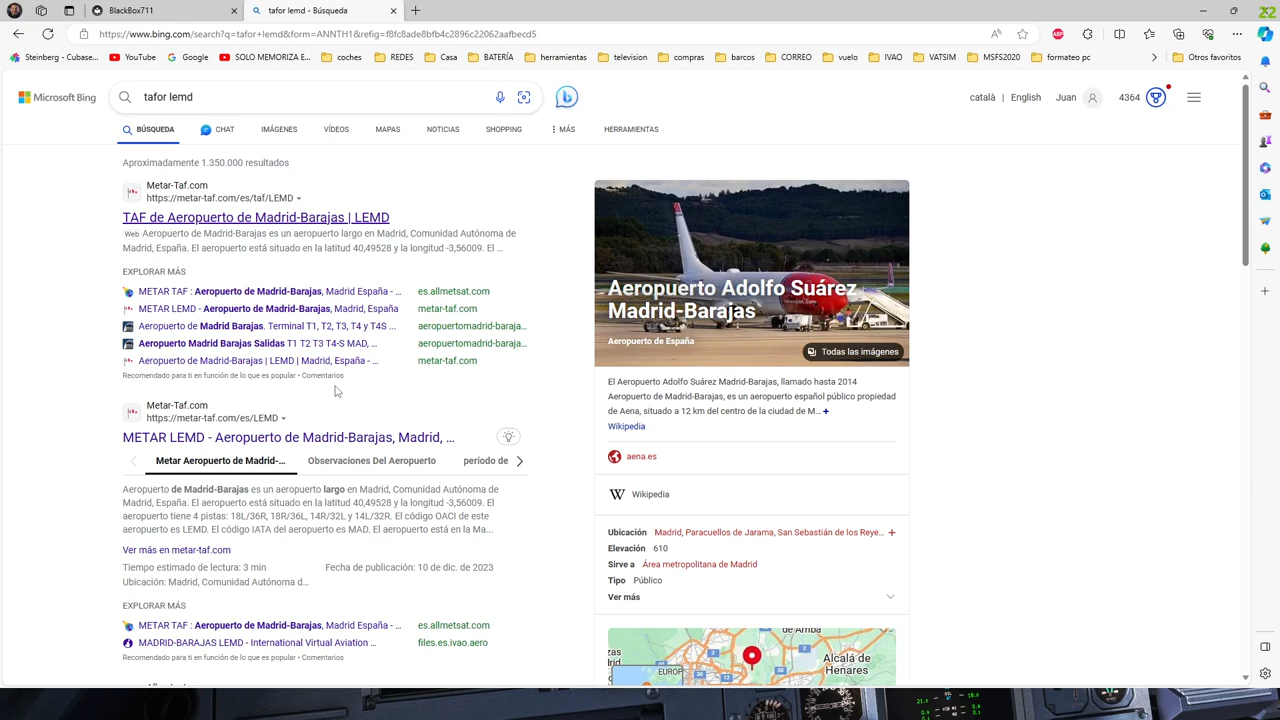 BlackBox711
tafor lemd - Búsqueda
22
https://www.bing.com/search?q=tafor+lemd&form=ANNTH1&refig=f8fc8ade8bfb4c2896c22062aafbecd5
Steinberg - Cubase...
YouTube
Google
SOLO MEMORIZA E...
coches
REDES
Casa
BATERÍA
herramientas
television
compras
barcos
CORREO
vuelo
IVAO
VATSIM
MSFS2020
formateo pc
Otros favoritos
Microsoft Bing
tafor lemd
català | English Juan 4364
BÚSQUEDA CHAT IMÁGENES VÍDEOS MAPAS NOTICIAS SHOPPING MÁS HERRAMIENTAS
Aproximadamente 1.350.000 resultados
Metar-Taf.com
https://metar-taf.com/es/taf/LEMD
TAF de Aeropuerto de Madrid-Barajas | LEMD
Web Aeropuerto de Madrid-Barajas es un aeropuerto largo en Madrid, Comunidad Autónoma de
Madrid, España. El aeropuerto está situado en la latitud 40,49528 y la longitud -3,56009. El ...
EXPLORAR MÁS
METAR TAF : Aeropuerto de Madrid-Barajas, Madrid España - ... es.allmetsat.com
METAR LEMD - Aeropuerto de Madrid-Barajas, Madrid, España metar-taf.com
Aeropuerto de Madrid Barajas. Terminal T1, T2, T3, T4 y T4S ... aeropuertomadrid-baraja...
Aeropuerto Madrid Barajas Salidas T1 T2 T3 T4-S MAD, ... aeropuertomadrid-baraja...
Aeropuerto de Madrid-Barajas | LEMD | Madrid, España - ... metar-taf.com
Recomendado para ti en función de lo que es popular • Comentarios
Metar-Taf.com
https://metar-taf.com/es/LEMD
METAR LEMD - Aeropuerto de Madrid-Barajas, Madrid, ...
Metar Aeropuerto de Madrid-... Observaciones Del Aeropuerto período de
Aeropuerto de Madrid-Barajas es un aeropuerto largo en Madrid, Comunidad Autónoma de
Madrid, España. El aeropuerto está situado en la latitud 40,49528 y la longitud -3,56009. El
aeropuerto tiene 4 pistas: 18L/36R, 18R/36L, 14R/32L y 14L/32R. El código OACI de este
aeropuerto es LEMD. El código IATA del aeropuerto es MAD. El aeropuerto está en la Ma...
Ver más en metar-taf.com
Tiempo estimado de lectura: 3 min Fecha de publicación: 10 de dic. de 2023
Ubicación: Madrid, Comunidad Autónoma d...
EXPLORAR MÁS
METAR TAF : Aeropuerto de Madrid-Barajas, Madrid España - ... es.allmetsat.com
MADRID-BARAJAS LEMD - International Virtual Aviation ... files.es.ivao.aero
Recomendado para ti en función de lo que es popular • Comentarios
Aeropuerto Adolfo Suárez
Madrid-Barajas
Aeropuerto de España
Todas las imágenes
El Aeropuerto Adolfo Suárez Madrid-Barajas, llamado hasta 2014
Aeropuerto de Madrid-Barajas, es un aeropuerto español público propiedad
de Aena, situado a 12 km del centro de la ciudad de M... +
Wikipedia
aena.es
Wikipedia
Ubicación Madrid, Paracuellos de Jarama, San Sebastián de los Reye... +
Elevación 610
Sirve a Área metropolitana de Madrid
Tipo Público
Ver más
Alcalá de
Henares
EUROP